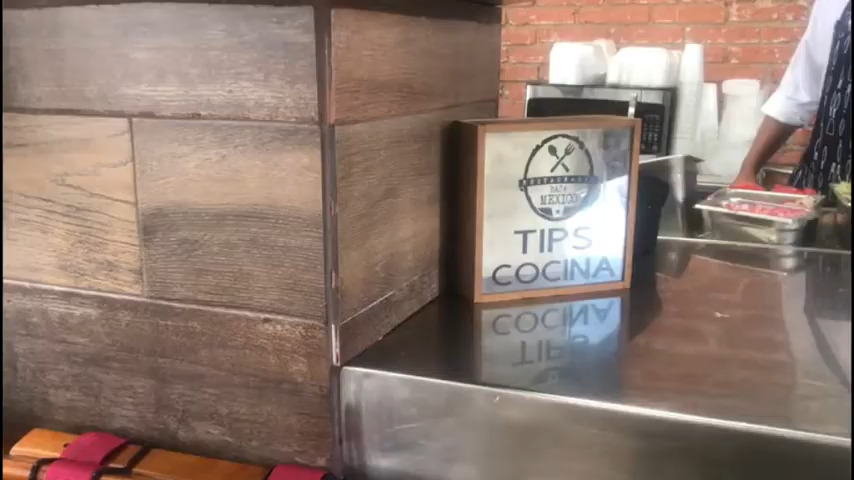 RESTAURANT
BAJA
MEXICO
TIPS
COCINA